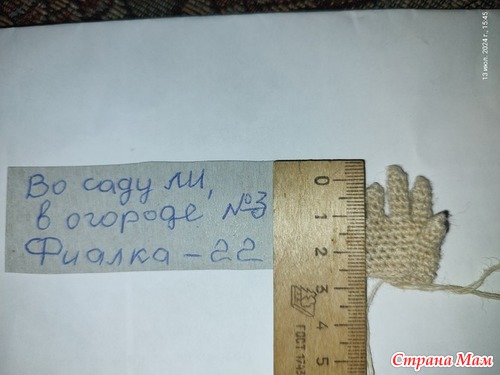 Во саду ли,
в огороде №3
Фиалка - 22
0
1
2
3
4
5
ГОСТ 1743
13 июл. 2024 г., 15:45
Страна Мам